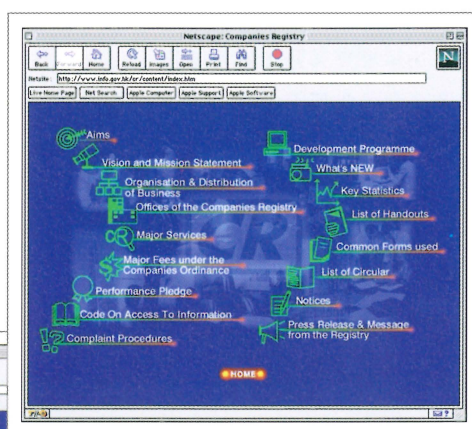 Netscape: Companies Registry
Back Forward Home Reload Images Open Print Find Stop
N
Netsite: http://www.info.gov.hk/cr/content/index.htm
Live Home Page Net Search Apple Computer Apple Support Apple Software
Aims
Vision and Mission Statement
Organisation & Distribution
of Business
Offices of the Companies Registry
Major Services
Major Fees under the
Companies Ordinance
Performance Pledge
Code On Access To Information
Complaint Procedures
Development Programme
What's NEW
Key Statistics
List of Handouts
Common Forms used
List of Circular
Notices
Press Release & Message
from the Registry
HOME